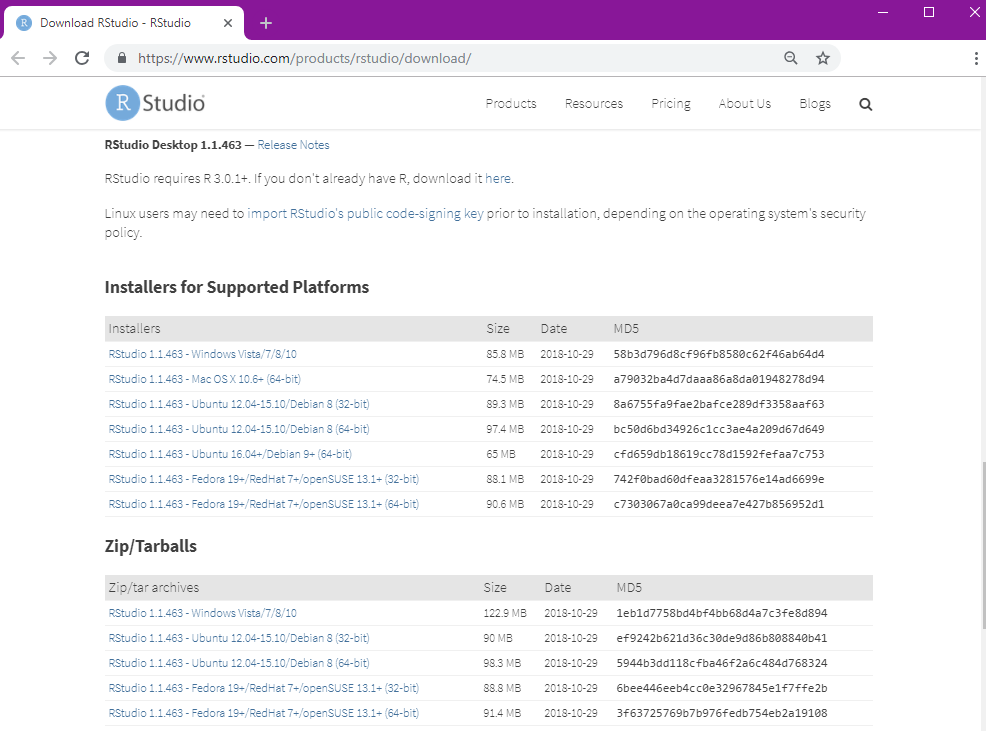 Download RStudio - RStudio
https://www.rstudio.com/products/rstudio/download/
R Studio
Products Resources Pricing About Us Blogs
RStudio Desktop 1.1.463 — Release Notes
RStudio requires R 3.0.1+. If you don't already have R, download it here.
Linux users may need to import RStudio's public code-signing key prior to installation, depending on the operating system's security
policy.
Installers for Supported Platforms
Installers Size Date MD5
RStudio 1.1.463 - Windows Vista/7/8/10 85.8 MB 2018-10-29 58b3d796d8cf96fb8580c62f46ab64d4
RStudio 1.1.463 - Mac OS X 10.6+ (64-bit) 74.5 MB 2018-10-29 a79032ba4d7daaa86a8da01948278d94
RStudio 1.1.463 - Ubuntu 12.04-15.10/Debian 8 (32-bit) 89.3 MB 2018-10-29 8a6755fa9fae2bafce289df3358aaf63
RStudio 1.1.463 - Ubuntu 12.04-15.10/Debian 8 (64-bit) 97.4 MB 2018-10-29 bc50d6bd34926c1cc3ae4a209d67d649
RStudio 1.1.463 - Ubuntu 16.04+/Debian 9+ (64-bit) 65 MB 2018-10-29 cfd659db18619cc78d1592fefaa7c753
RStudio 1.1.463 - Fedora 19+/RedHat 7+/openSUSE 13.1+ (32-bit) 88.1 MB 2018-10-29 742f0bad60dfeaa3281576e14ad6699e
RStudio 1.1.463 - Fedora 19+/RedHat 7+/openSUSE 13.1+ (64-bit) 90.6 MB 2018-10-29 c7303067a0ca99deea7e427b856952d1
Zip/Tarballs
Zip/tar archives Size Date MD5
RStudio 1.1.463 - Windows Vista/7/8/10 122.9 MB 2018-10-29 1eb1d7758bd4bf4bb68d4a7c3fe8d894
RStudio 1.1.463 - Ubuntu 12.04-15.10/Debian 8 (32-bit) 90 MB 2018-10-29 ef9242b621d36c30de9d86b808840b41
RStudio 1.1.463 - Ubuntu 12.04-15.10/Debian 8 (64-bit) 98.3 MB 2018-10-29 5944b3dd118cfba46f2a6c484d768324
RStudio 1.1.463 - Fedora 19+/RedHat 7+/openSUSE 13.1+ (32-bit) 88.8 MB 2018-10-29 6bee446eeb4cc0e32967845e1f7ffe2b
RStudio 1.1.463 - Fedora 19+/RedHat 7+/openSUSE 13.1+ (64-bit) 91.4 MB 2018-10-29 3f63725769b7b976fedb754eb2a19108